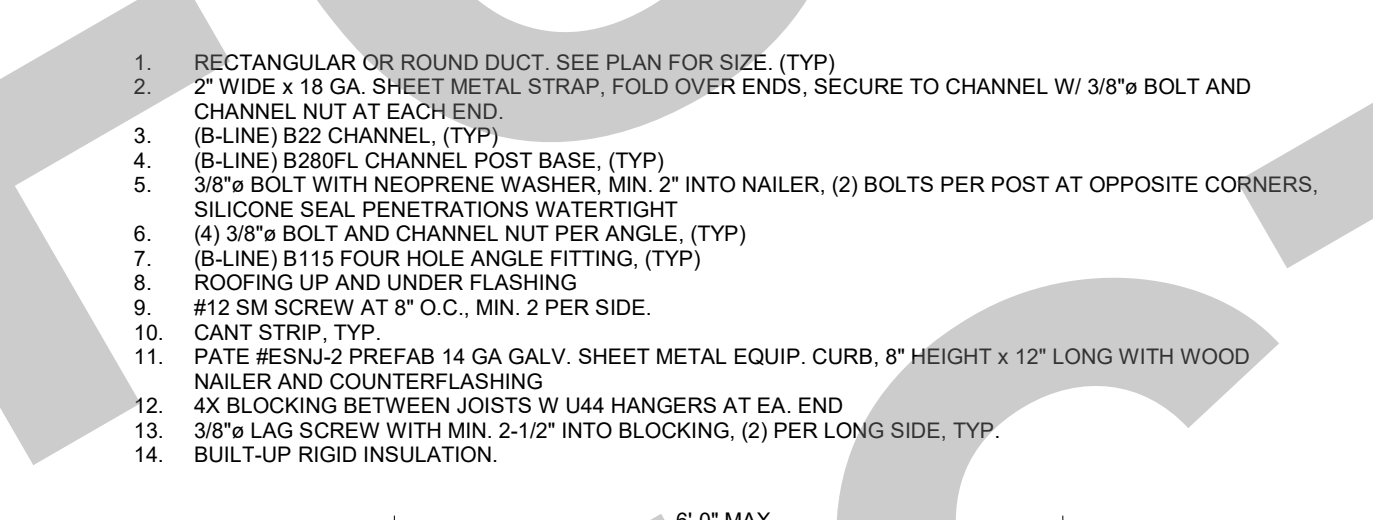 1. RECTANGULAR OR ROUND DUCT. SEE PLAN FOR SIZE. (TYP)
2. 2" WIDE x 18 GA. SHEET METAL STRAP, FOLD OVER ENDS, SECURE TO CHANNEL W/ 3/8"ø BOLT AND
CHANNEL NUT AT EACH END.
3. (B-LINE) B22 CHANNEL, (TYP)
4. (B-LINE) B280FL CHANNEL POST BASE, (TYP)
5. 3/8"ø BOLT WITH NEOPRENE WASHER, MIN. 2" INTO NAILER, (2) BOLTS PER POST AT OPPOSITE CORNERS,
SILICONE SEAL PENETRATIONS WATERTIGHT
6. (4) 3/8"ø BOLT AND CHANNEL NUT PER ANGLE, (TYP)
7. (B-LINE) B115 FOUR HOLE ANGLE FITTING, (TYP)
8. ROOFING UP AND UNDER FLASHING
9. #12 SM SCREW AT 8" O.C., MIN. 2 PER SIDE.
10. CANT STRIP, TYP.
11. PATE #ESNJ-2 PREFAB 14 GA GALV. SHEET METAL EQUIP. CURB, 8" HEIGHT x 12" LONG WITH WOOD
NAILER AND COUNTERFLASHING
12. 4X BLOCKING BETWEEN JOISTS W U44 HANGERS AT EA. END
13. 3/8"ø LAG SCREW WITH MIN. 2-1/2" INTO BLOCKING, (2) PER LONG SIDE, TYP.
14. BUILT-UP RIGID INSULATION.
6'-0" MAX